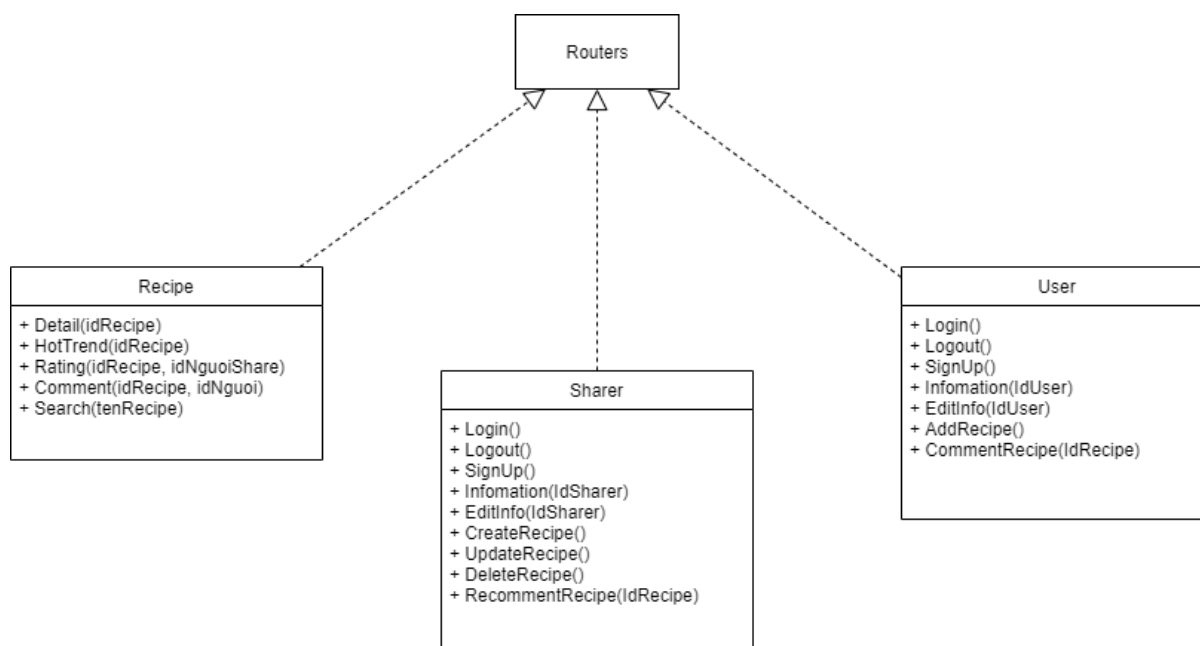 Routers
Recipe
+ Detail(idRecipe)
+ HotTrend(idRecipe)
+ Rating(idRecipe, idNguoiShare)
+ Comment(idRecipe, idNguoi)
+ Search(tenRecipe)
Sharer
+ Login()
+ Logout()
+ SignUp()
+ Infomation(IdSharer)
+ EditInfo(IdSharer)
+ CreateRecipe()
+ UpdateRecipe()
+ DeleteRecipe()
+ RecommentRecipe(IdRecipe)
User
+ Login()
+ Logout()
+ SignUp()
+ Infomation(IdUser)
+ EditInfo(IdUser)
+ AddRecipe()
+ CommentRecipe(IdRecipe)